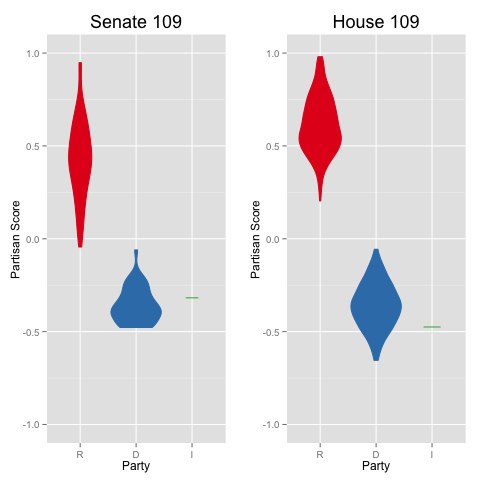 Senate 109
House 109
1.0
0.5
0.0
-0.5
-1.0
Partisan Score
R D I
Party
1.0
0.5
0.0
-0.5
-1.0
Partisan Score
R D I
Party